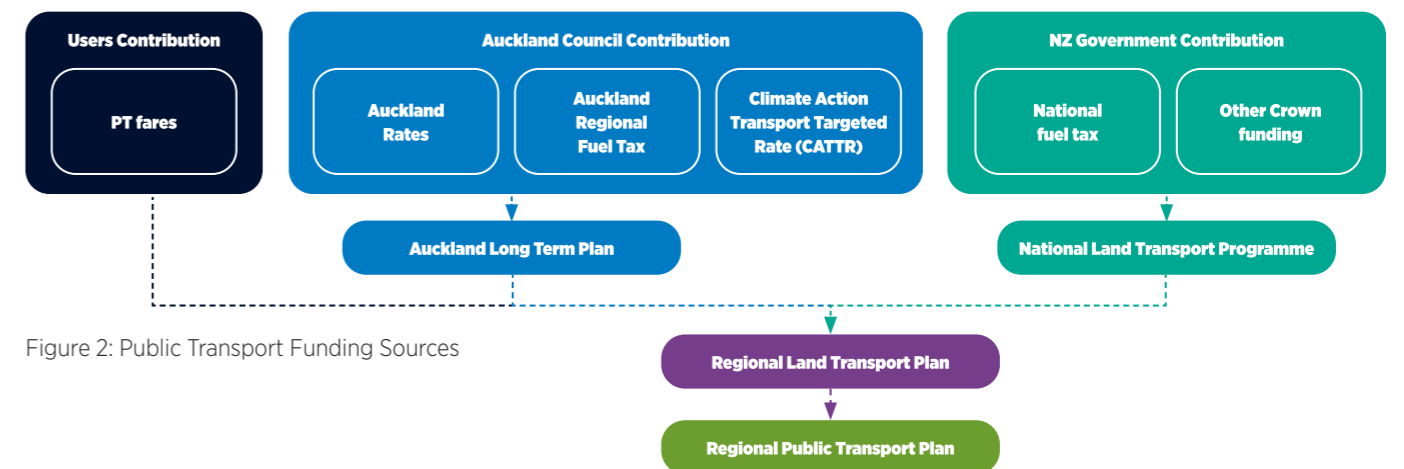 Users Contribution
PT fares
Auckland Council Contribution
Auckland
Rates
Auckland
Regional
Fuel Tax
Climate Action
Transport Targeted
Rate (CATTR)
NZ Government Contribution
National
fuel tax
Other Crown
funding
Auckland Long Term Plan
National Land Transport Programme
Figure 2: Public Transport Funding Sources
Regional Land Transport Plan
Regional Public Transport Plan